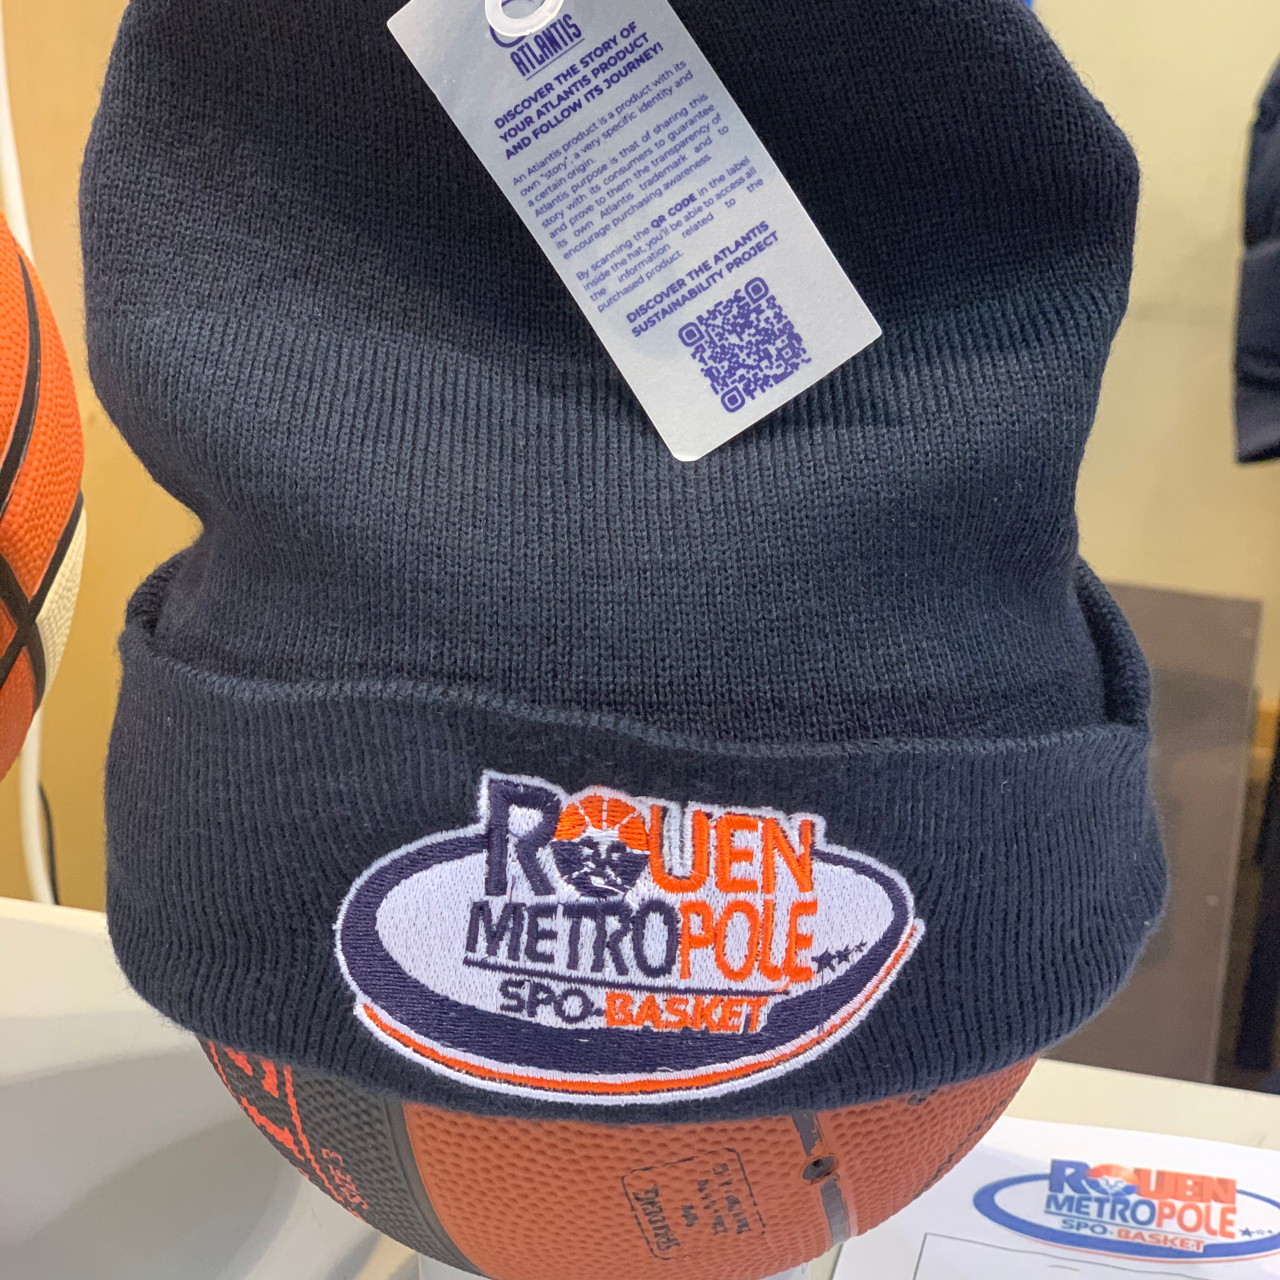 ATLANTIS
DISCOVER THE STORY OF
YOUR ATLANTIS PRODUCT
AND FOLLOW ITS JOURNEY!
An Atlantis product is a product with its
own "story", a very specific identity and
a certain origin.
Atlantis purpose is that of sharing this
story with its consumers to guarantee
and prove to them the transparency of
its own Atlantis trademark and to
encourage purchasing awareness.
By scanning the QR CODE in the label
inside the hat, you'll be able to access all
the information related to the
purchased product.
DISCOVER THE ATLANTIS
SUSTAINABILITY PROJECT
ROUEN
METROPOLE
SPO-BASKET
ROUEN
METROPOLE
SPO-BASKET